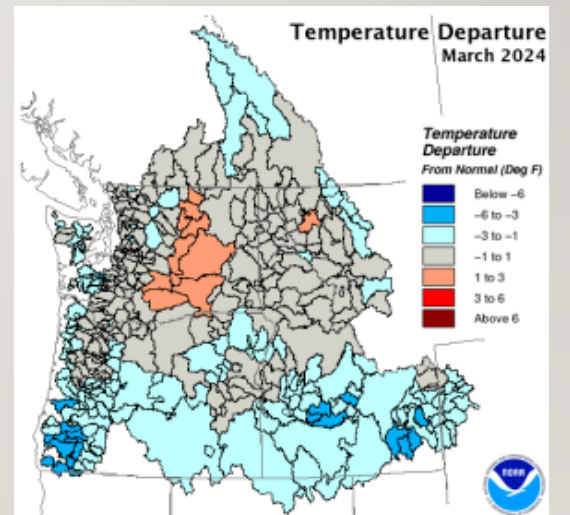 Temperature Departure
March 2024
Temperature
Departure
From Normal (Deg F)
Below -6
-6 to -3
-3 to -1
-1 to 1
1 to 3
3 to 6
Above 6
NOAA